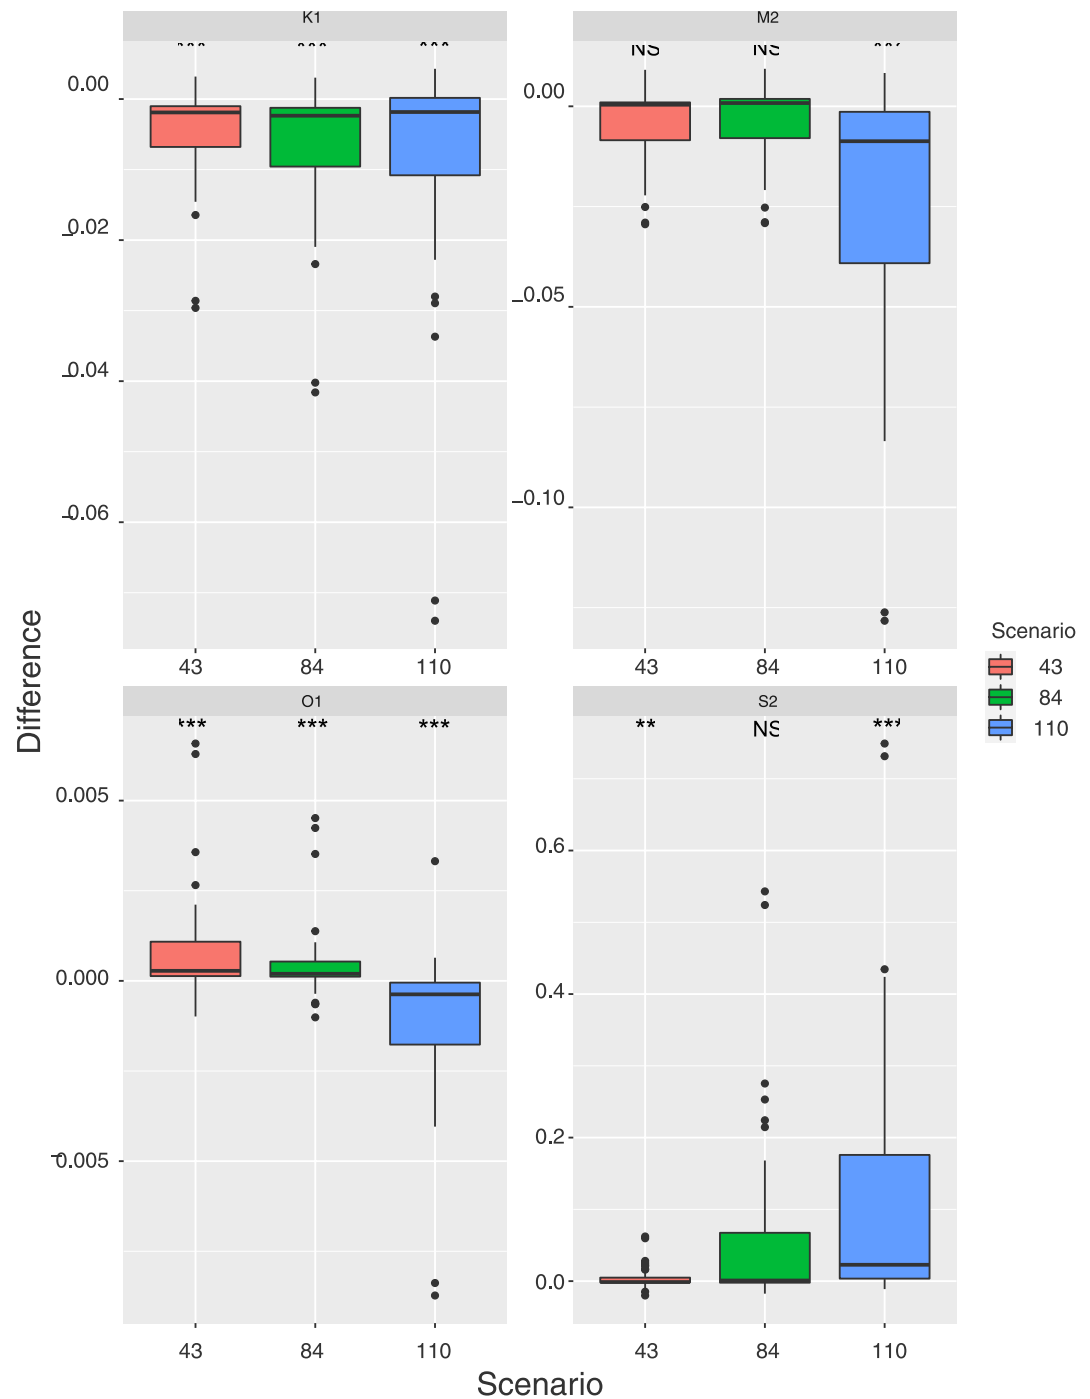 K1
M2
*** *** ***
NS NS ***
0.00
−0.02
−0.04
−0.06
0.00
−0.05
−0.10
43 84 110
43 84 110
O1
S2
*** *** ***
** NS ***
0.005
0.000
−0.005
0.6
0.4
0.2
0.0
43 84 110
43 84 110
Difference
Scenario
Scenario
43
84
110